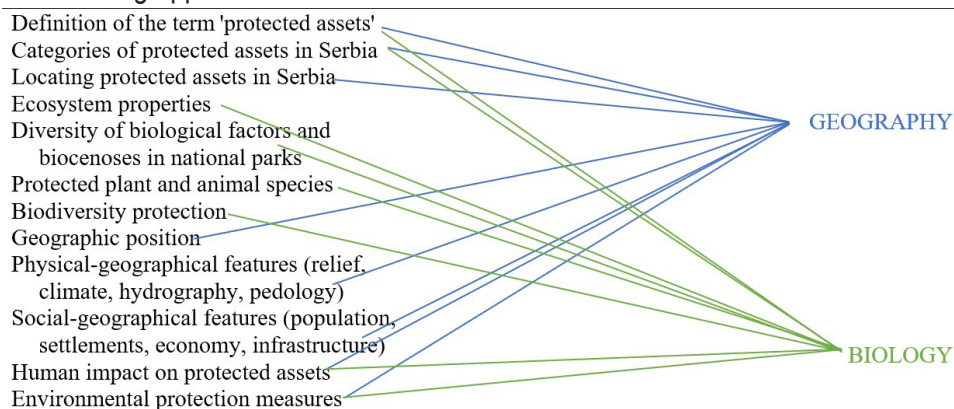 Definition of the term 'protected assets'
Categories of protected assets in Serbia
Locating protected assets in Serbia
Ecosystem properties
Diversity of biological factors and
biocenoses in national parks
Protected plant and animal species
Biodiversity protection
Geographic position
Physical-geographical features (relief,
climate, hydrography, pedology)
Social-geographical features (population,
settlements, economy, infrastructure)
Human impact on protected assets
Environmental protection measures
GEOGRAPHY
BIOLOGY